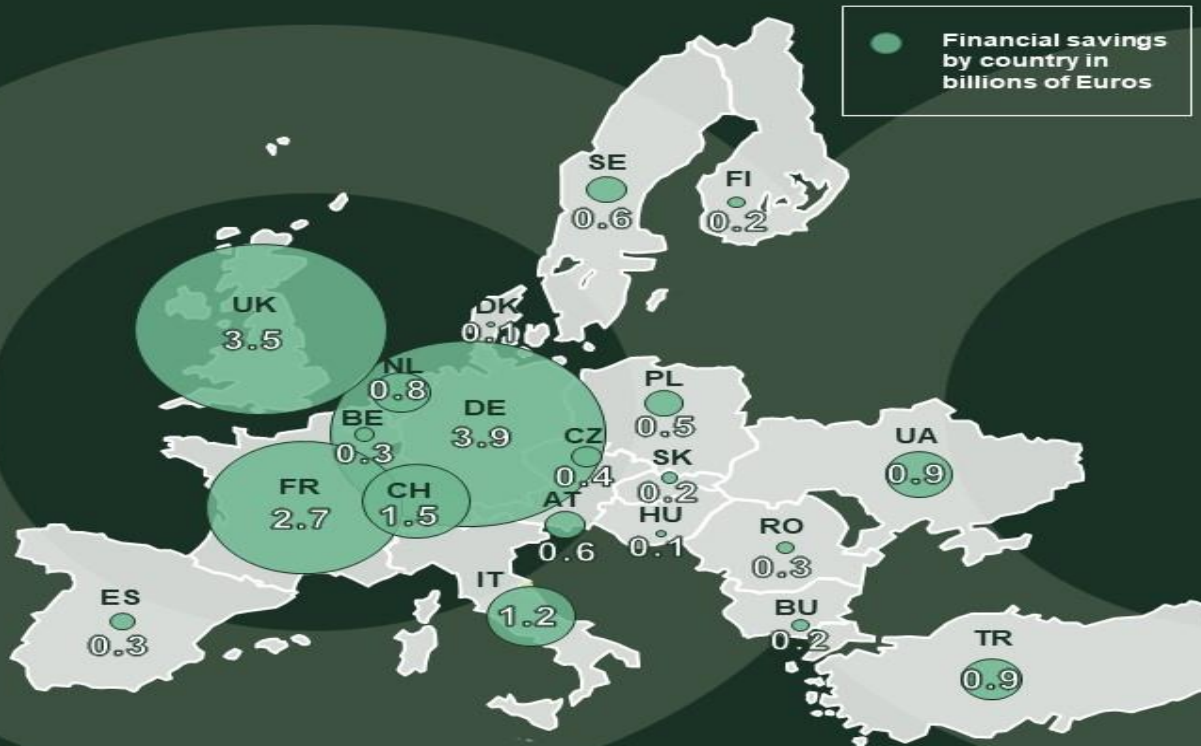 Financial savings
by country in
billions of Euros
SE
0.6
FI
0.2
UK
3.5
DK
0.1
NL
0.8
BE
0.3
DE
3.9
CZ
0.4
PL
0.5
SK
0.2
UA
0.9
FR
2.7
CH
1.5
AT
0.6
HU
0.1
RO
0.3
IT
1.2
ES
0.3
BU
0.2
TR
0.9